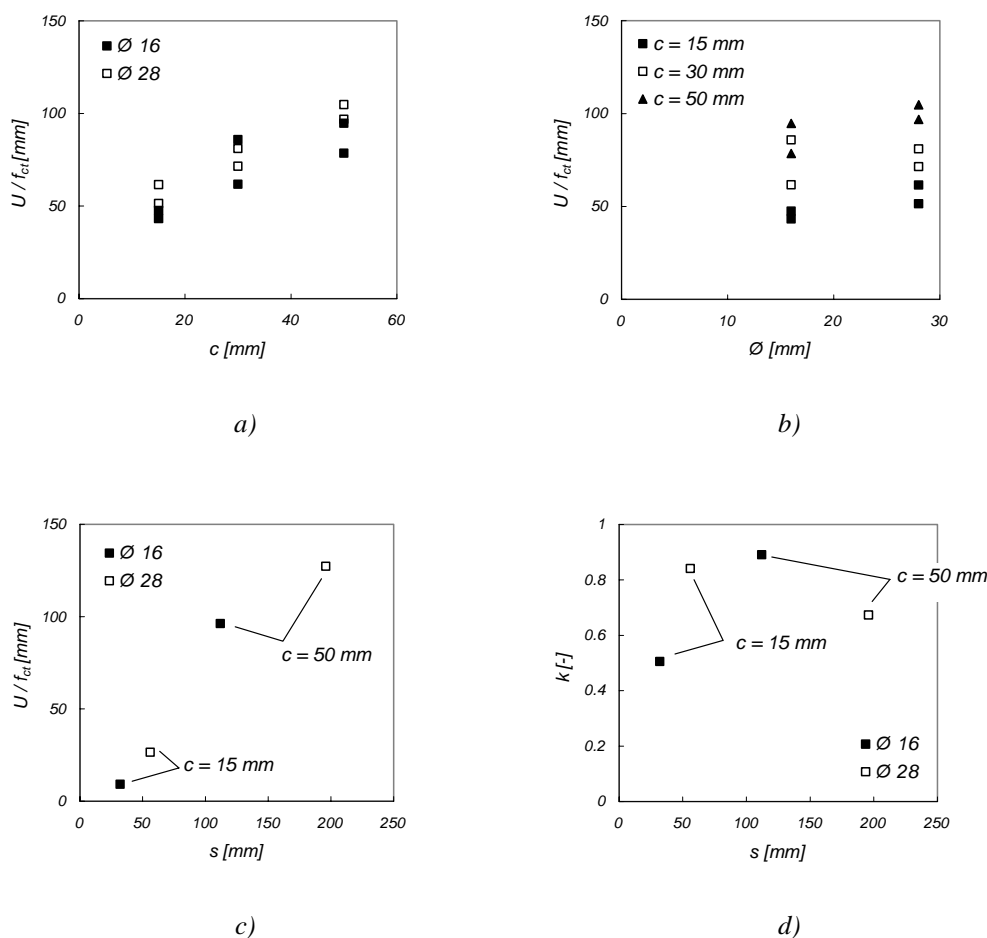 150
100
50
0
U / fct [mm]
Ø 16
Ø 28
0 20 40 60
c [mm]
a)
150
100
50
0
U / fct [mm]
c = 15 mm
c = 30 mm
c = 50 mm
0 10 20 30
Ø [mm]
b)
150
100
50
0
U / fct [mm]
Ø 16
Ø 28
c = 50 mm
c = 15 mm
0 50 100 150 200 250
s [mm]
c)
1
0.8
0.6
0.4
0.2
0
k [-]
c = 50 mm
c = 15 mm
Ø 16
Ø 28
0 50 100 150 200 250
s [mm]
d)